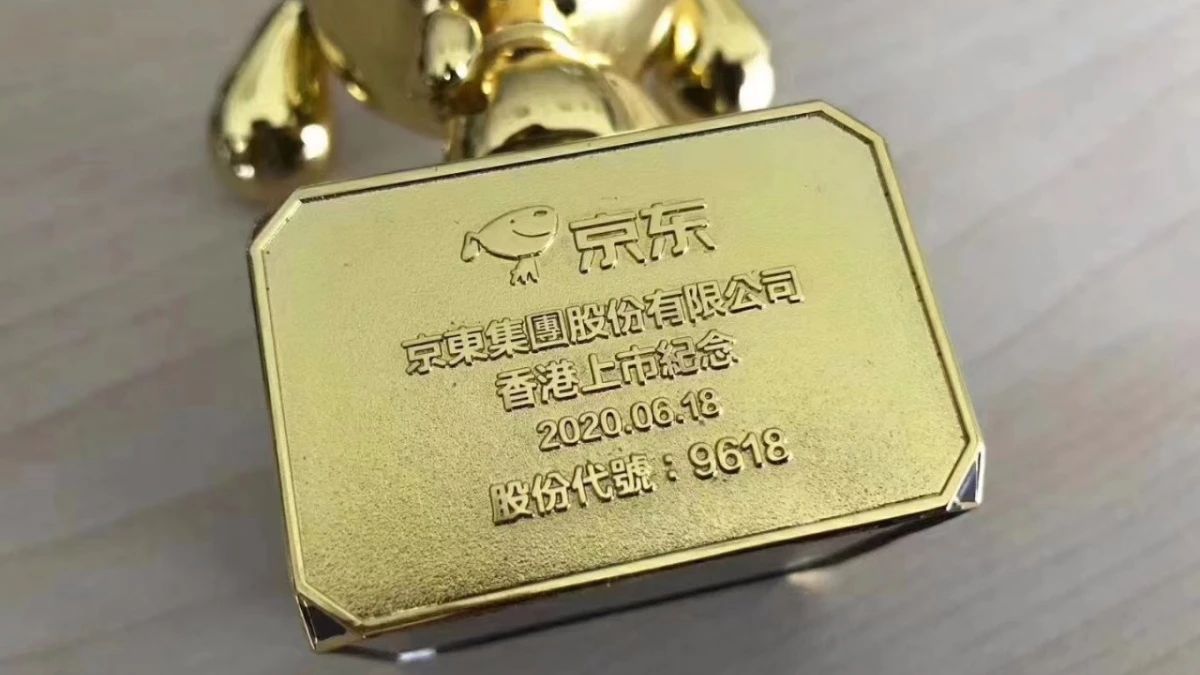 京东
京東集團股份有限公司
香港上市紀念
2020.06.18
股份代號：9618